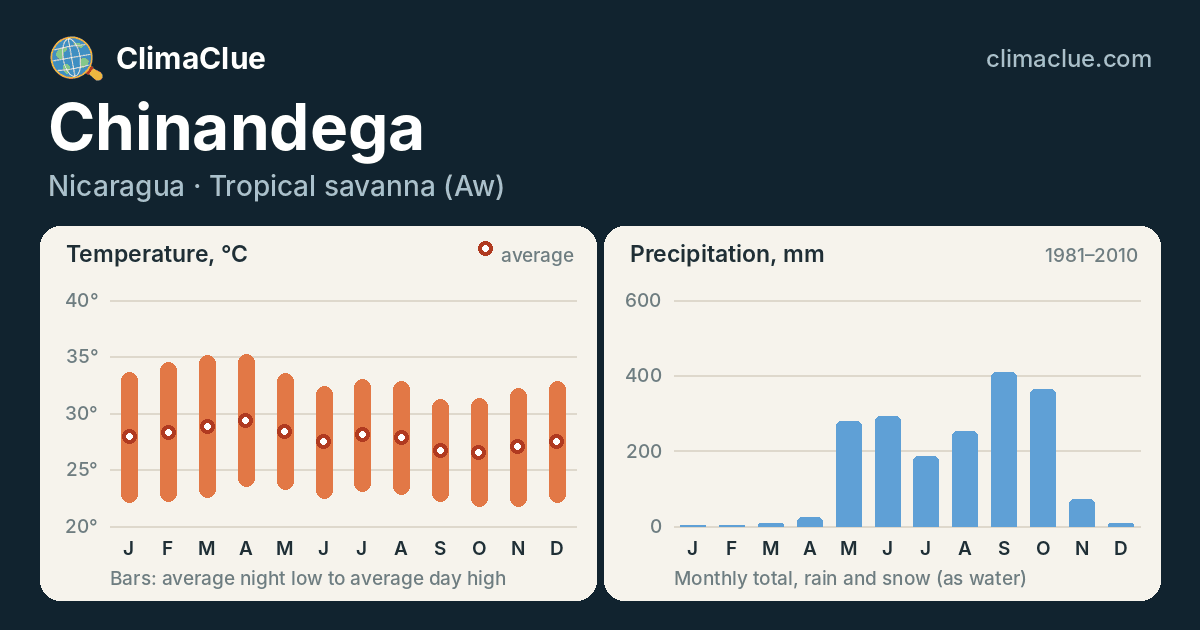 ClimaClue
climaclue.com
Chinandega
Nicaragua · Tropical savanna (Aw)
Temperature, °C
average
40°
35°
30°
25°
20°
J F M A M J J A S O N D
Bars: average night low to average day high
Precipitation, mm
1981–2010
600
400
200
0
J F M A M J J A S O N D
Monthly total, rain and snow (as water)